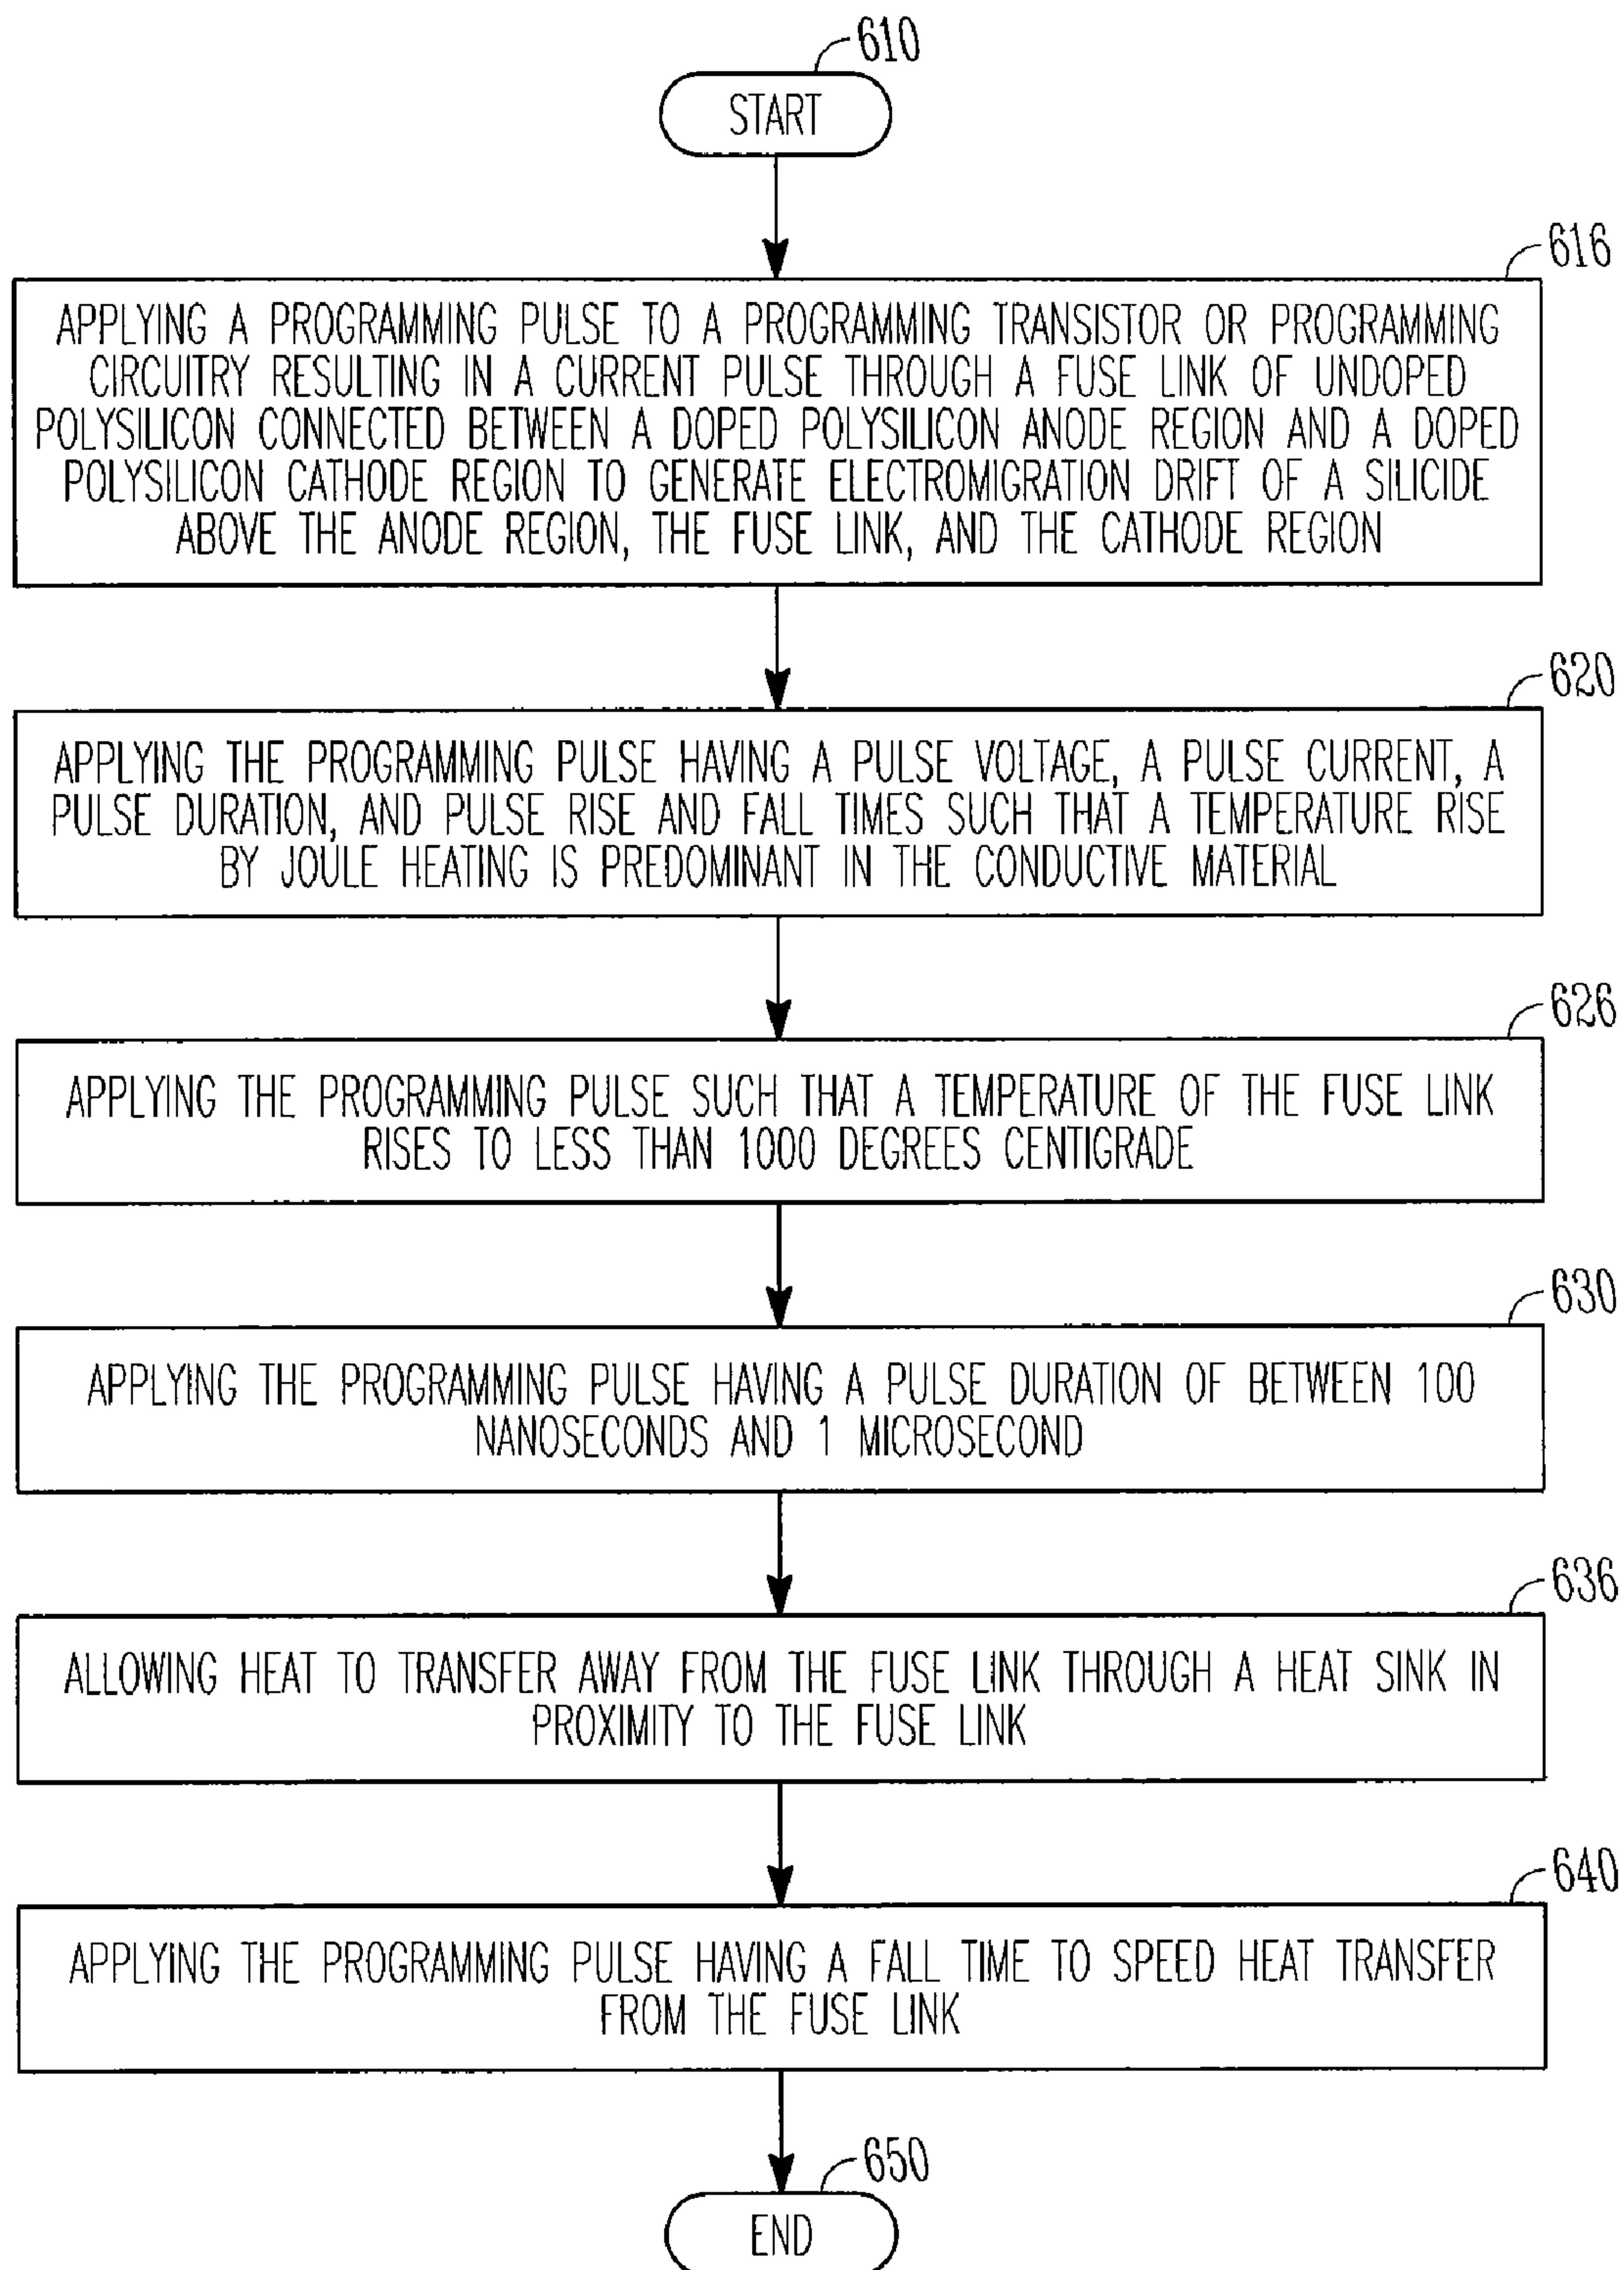 610
START
616
APPLYING A PROGRAMMING PULSE TO A PROGRAMMING TRANSISTOR OR PROGRAMMING
CIRCUITRY RESULTING IN A CURRENT PULSE THROUGH A FUSE LINK OF UNDOPED
POLYSILICON CONNECTED BETWEEN A DOPED POLYSILICON ANODE REGION AND A DOPED
POLYSILICON CATHODE REGION TO GENERATE ELECTROMIGRATION DRIFT OF A SILICIDE
ABOVE THE ANODE REGION, THE FUSE LINK, AND THE CATHODE REGION
620
APPLYING THE PROGRAMMING PULSE HAVING A PULSE VOLTAGE, A PULSE CURRENT, A
PULSE DURATION, AND PULSE RISE AND FALL TIMES SUCH THAT A TEMPERATURE RISE
BY JOULE HEATING IS PREDOMINANT IN THE CONDUCTIVE MATERIAL
626
APPLYING THE PROGRAMMING PULSE SUCH THAT A TEMPERATURE OF THE FUSE LINK
RISES TO LESS THAN 1000 DEGREES CENTIGRADE
630
APPLYING THE PROGRAMMING PULSE HAVING A PULSE DURATION OF BETWEEN 100
NANOSECONDS AND 1 MICROSECOND
636
ALLOWING HEAT TO TRANSFER AWAY FROM THE FUSE LINK THROUGH A HEAT SINK IN
PROXIMITY TO THE FUSE LINK
640
APPLYING THE PROGRAMMING PULSE HAVING A FALL TIME TO SPEED HEAT TRANSFER
FROM THE FUSE LINK
650
END